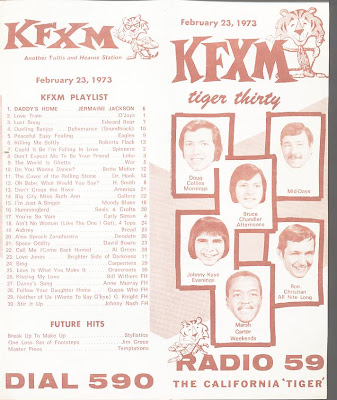 KFXM
Another Tullis and Hearne Station
February 23, 1973
KFXM PLAYLIST
1. DADDY'S HOME JERMAINE JACKSON 6
2. Love Train O'Jays 1
3. Last Song Edward Bear 7
4. Dueling Banjos Deliverance (Soundtrack) 10
5. Peaceful Easy Feeling Eagles
6. Killing Me Softly Roberta Flack 13
7. Could It Be I'm Falling In Love Spinners 2
8. Don't Expect Me To Be Your Friend Lobo 3
9. The World Is Ghetto War 5
10. Do You Wanna Dance? Bette Midler 12
11. The Cover of the Rolling Stone Dr. Hook 14
12. Oh Babe, What Would You Say? H. Smith 8
13. Don't Cross the River America 21
14. Big City Miss Ruth Ann Gallery 22
15. I'm Just A Singer Moody Blues 18
16. Hummingbird Seals & Crofts 20
17. You're So Vain Carly Simon 4
18. Ain't No Woman (Like The One I Got) 4 Tops 24
19. Aubrey Bread
20. Also Sprach Zarathustra Deodato
21. Space Oddity David Bowie
22. Call Me (Come Back Home) Al Green
23. Love Jones Brighter Side of Darkness 11
24. Sing Carpenters 29
25. Love Is What You Make It Grassroots
26. Kissing My Love Bill Withers FH
27. Danny's Song Anne Murray FH
28. Follow Your Daughter Home Guess Who FH
29. Neither of Us (Wants To Say G'bye) G. Knight FH
30. Stir It Up Johnny Nash FH
FUTURE HITS
Break Up To Make Up Stylistics
One Less Set of Footsteps Jim Croce
Master Piece Temptations
DIAL 590
February 23, 1973
KFXM
tiger thirty
Doug Collins
Mornings
Mid-Days
Bruce Chandler
Afternoons
Johnny Kaye
Evenings
Ron Christian
All Nite Long
Marsh Carter
Weekends
RADIO 59
THE CALIFORNIA 'TIGER'